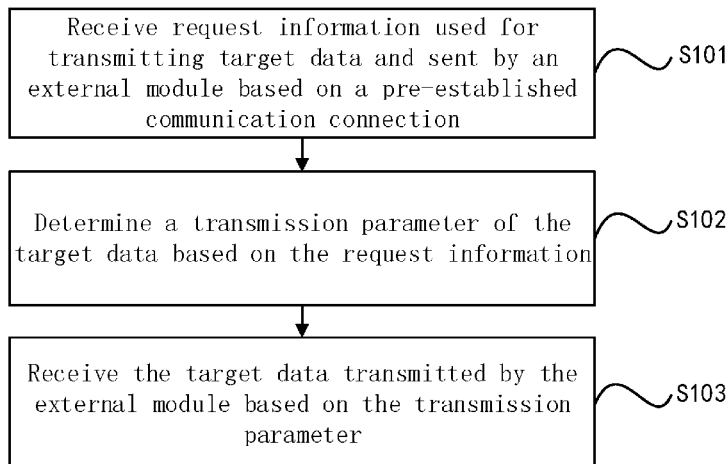 Receive request information used for
transmitting target data and sent by an
external module based on a pre-established
communication connection
S101
Determine a transmission parameter of the
target data based on the request information
S102
Receive the target data transmitted by the
external module based on the transmission
parameter
S103